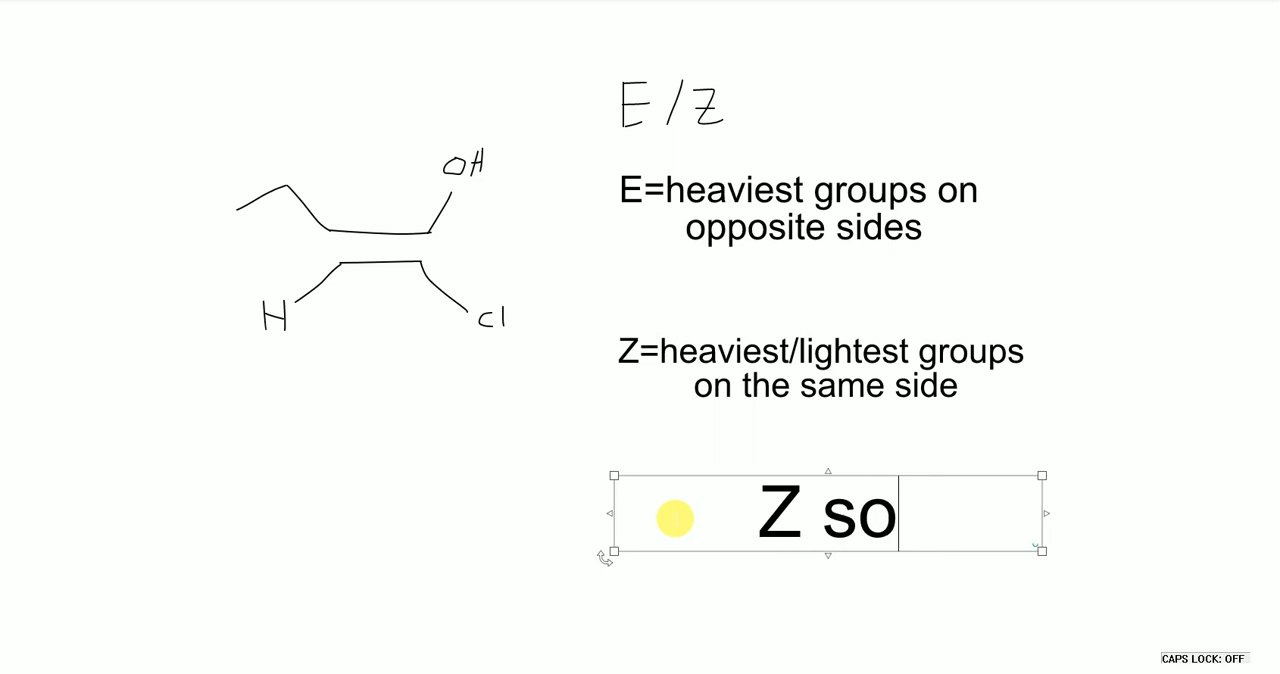 E/Z
OH
E=heaviest groups on
opposite sides
H
Cl
Z=heaviest/lightest groups
on the same side
Z so
CAPS LOCK: OFF